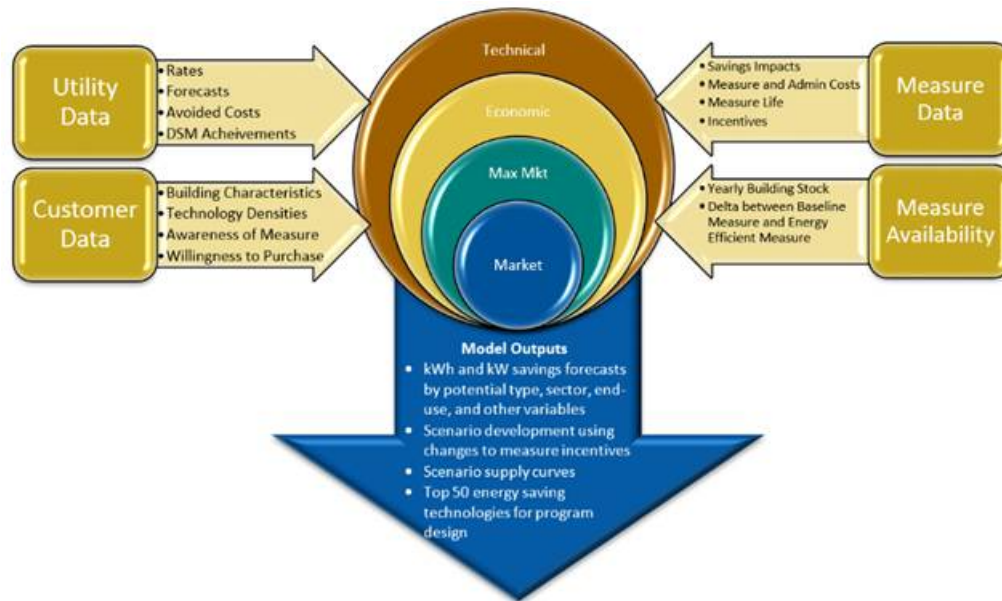 Technical
Economic
Max Mkt
Market
Utility
Data
• Rates
• Forecasts
• Avoided Costs
• DSM Acheivements
Customer
Data
• Building Characteristics
• Technology Densities
• Awareness of Measure
• Willingness to Purchase
• Savings Impacts
• Measure and Admin Costs
• Measure Life
• Incentives
Measure
Data
• Yearly Building Stock
• Delta between Baseline
Measure and Energy
Efficient Measure
Measure
Availability
Model Outputs
• kWh and kW savings forecasts
by potential type, sector, end-
use, and other variables
• Scenario development using
changes to measure incentives
• Scenario supply curves
• Top 50 energy saving
technologies for program
design